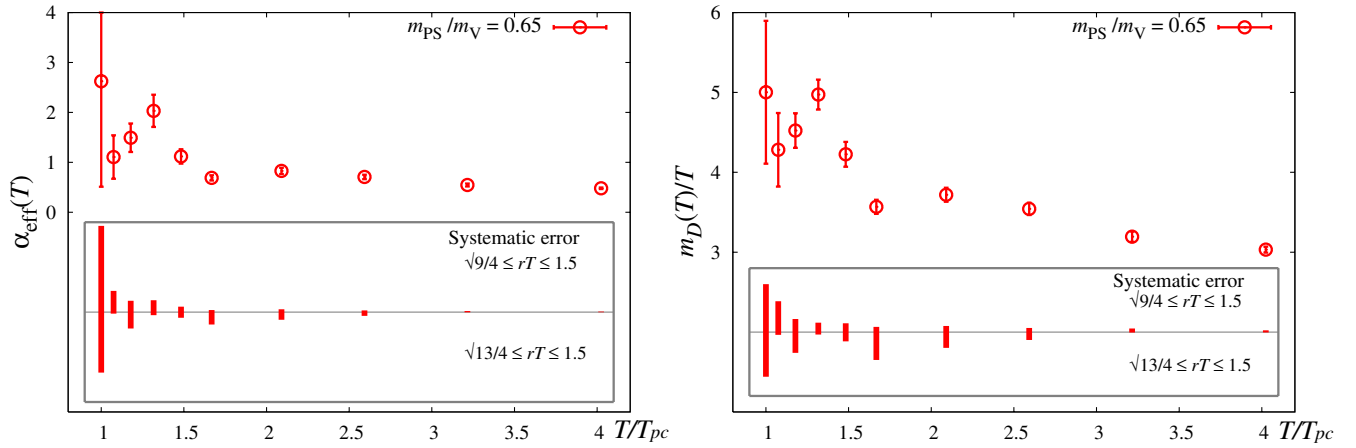 4
3
2
1
0
α_eff(T)
m_PS/m_V = 0.65
Systematic error
√9/4 ≤ rT ≤ 1.5
√13/4 ≤ rT ≤ 1.5
1 1.5 2 2.5 3 3.5 4 T/T_pc
6
5
4
3
m_D(T)/T
m_PS/m_V = 0.65
Systematic error
√9/4 ≤ rT ≤ 1.5
√13/4 ≤ rT ≤ 1.5
1 1.5 2 2.5 3 3.5 4 T/T_pc